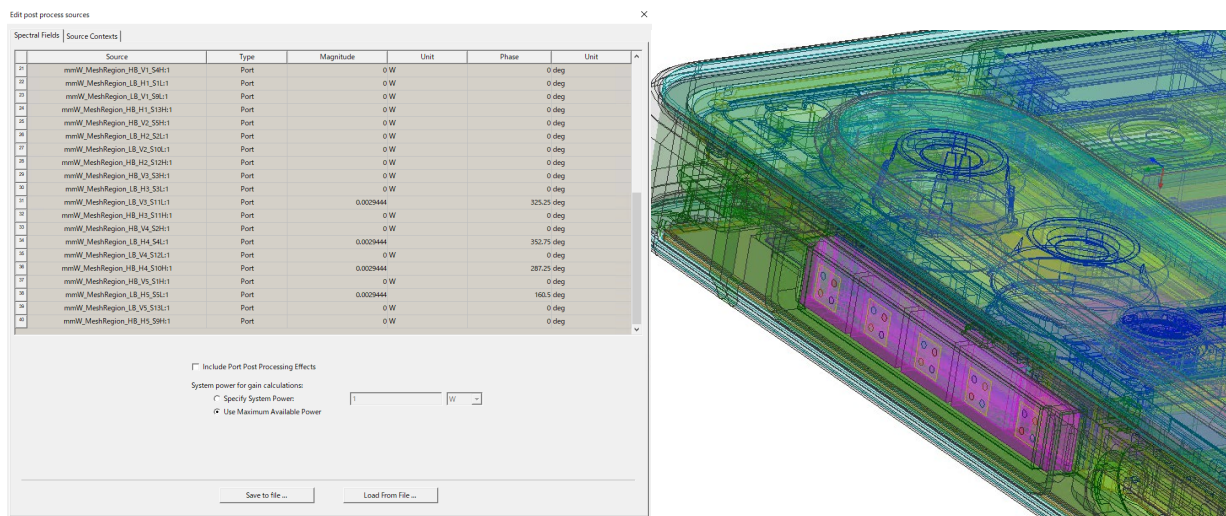 Edit post process sources
Spectral Fields Source Contexts
Source Type Magnitude Unit Phase Unit
21 mmW_MeshRegion_HB_V1_S4H:1 Port 0 W 0 deg
22 mmW_MeshRegion_LB_H1_S1L:1 Port 0 W 0 deg
23 mmW_MeshRegion_LB_V1_S9L:1 Port 0 W 0 deg
24 mmW_MeshRegion_HB_H1_S13H:1 Port 0 W 0 deg
25 mmW_MeshRegion_HB_V2_S5H:1 Port 0 W 0 deg
26 mmW_MeshRegion_LB_H2_S2L:1 Port 0 W 0 deg
27 mmW_MeshRegion_LB_V2_S10L:1 Port 0 W 0 deg
28 mmW_MeshRegion_HB_H2_S12H:1 Port 0 W 0 deg
29 mmW_MeshRegion_HB_V3_S3H:1 Port 0 W 0 deg
30 mmW_MeshRegion_LB_H3_S3L:1 Port 0 W 0 deg
31 mmW_MeshRegion_LB_V3_S11L:1 Port 0.0029444 325.25 deg
32 mmW_MeshRegion_HB_H3_S11H:1 Port 0 W 0 deg
33 mmW_MeshRegion_HB_V4_S2H:1 Port 0 W 0 deg
34 mmW_MeshRegion_LB_H4_S4L:1 Port 0.0029444 352.75 deg
35 mmW_MeshRegion_LB_V4_S12L:1 Port 0 W 0 deg
36 mmW_MeshRegion_HB_H4_S10H:1 Port 0.0029444 287.25 deg
37 mmW_MeshRegion_HB_V5_S1H:1 Port 0 W 0 deg
38 mmW_MeshRegion_LB_H5_S5L:1 Port 0.0029444 160.5 deg
39 mmW_MeshRegion_LB_V5_S13L:1 Port 0 W 0 deg
40 mmW_MeshRegion_HB_H5_S9H:1 Port 0 W 0 deg
Include Port Post Processing Effects
System power for gain calculations:
Specify System Power: 1 W
Use Maximum Available Power
Save to file ... Load From File ...